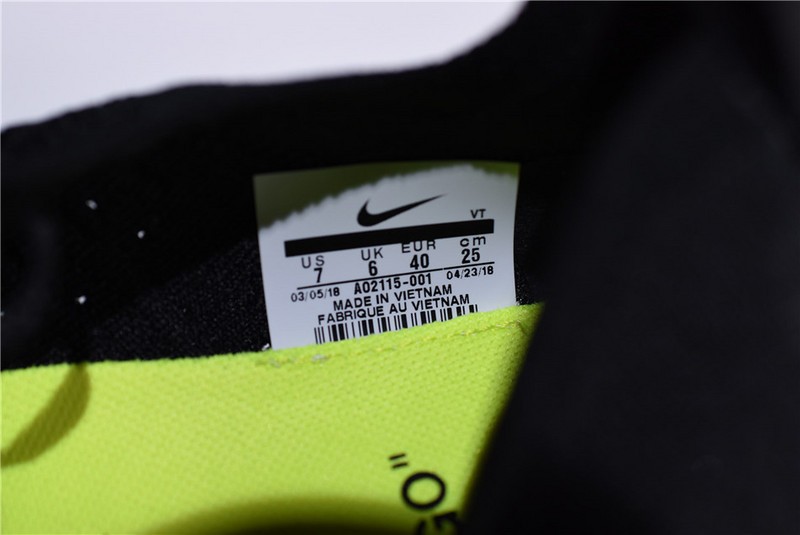 VT
US UK EUR cm
7 6 40 25
03/05/18 AO2115-001 04/23/18
MADE IN VIETNAM
FABRIQUE AU VIETNAM
"O